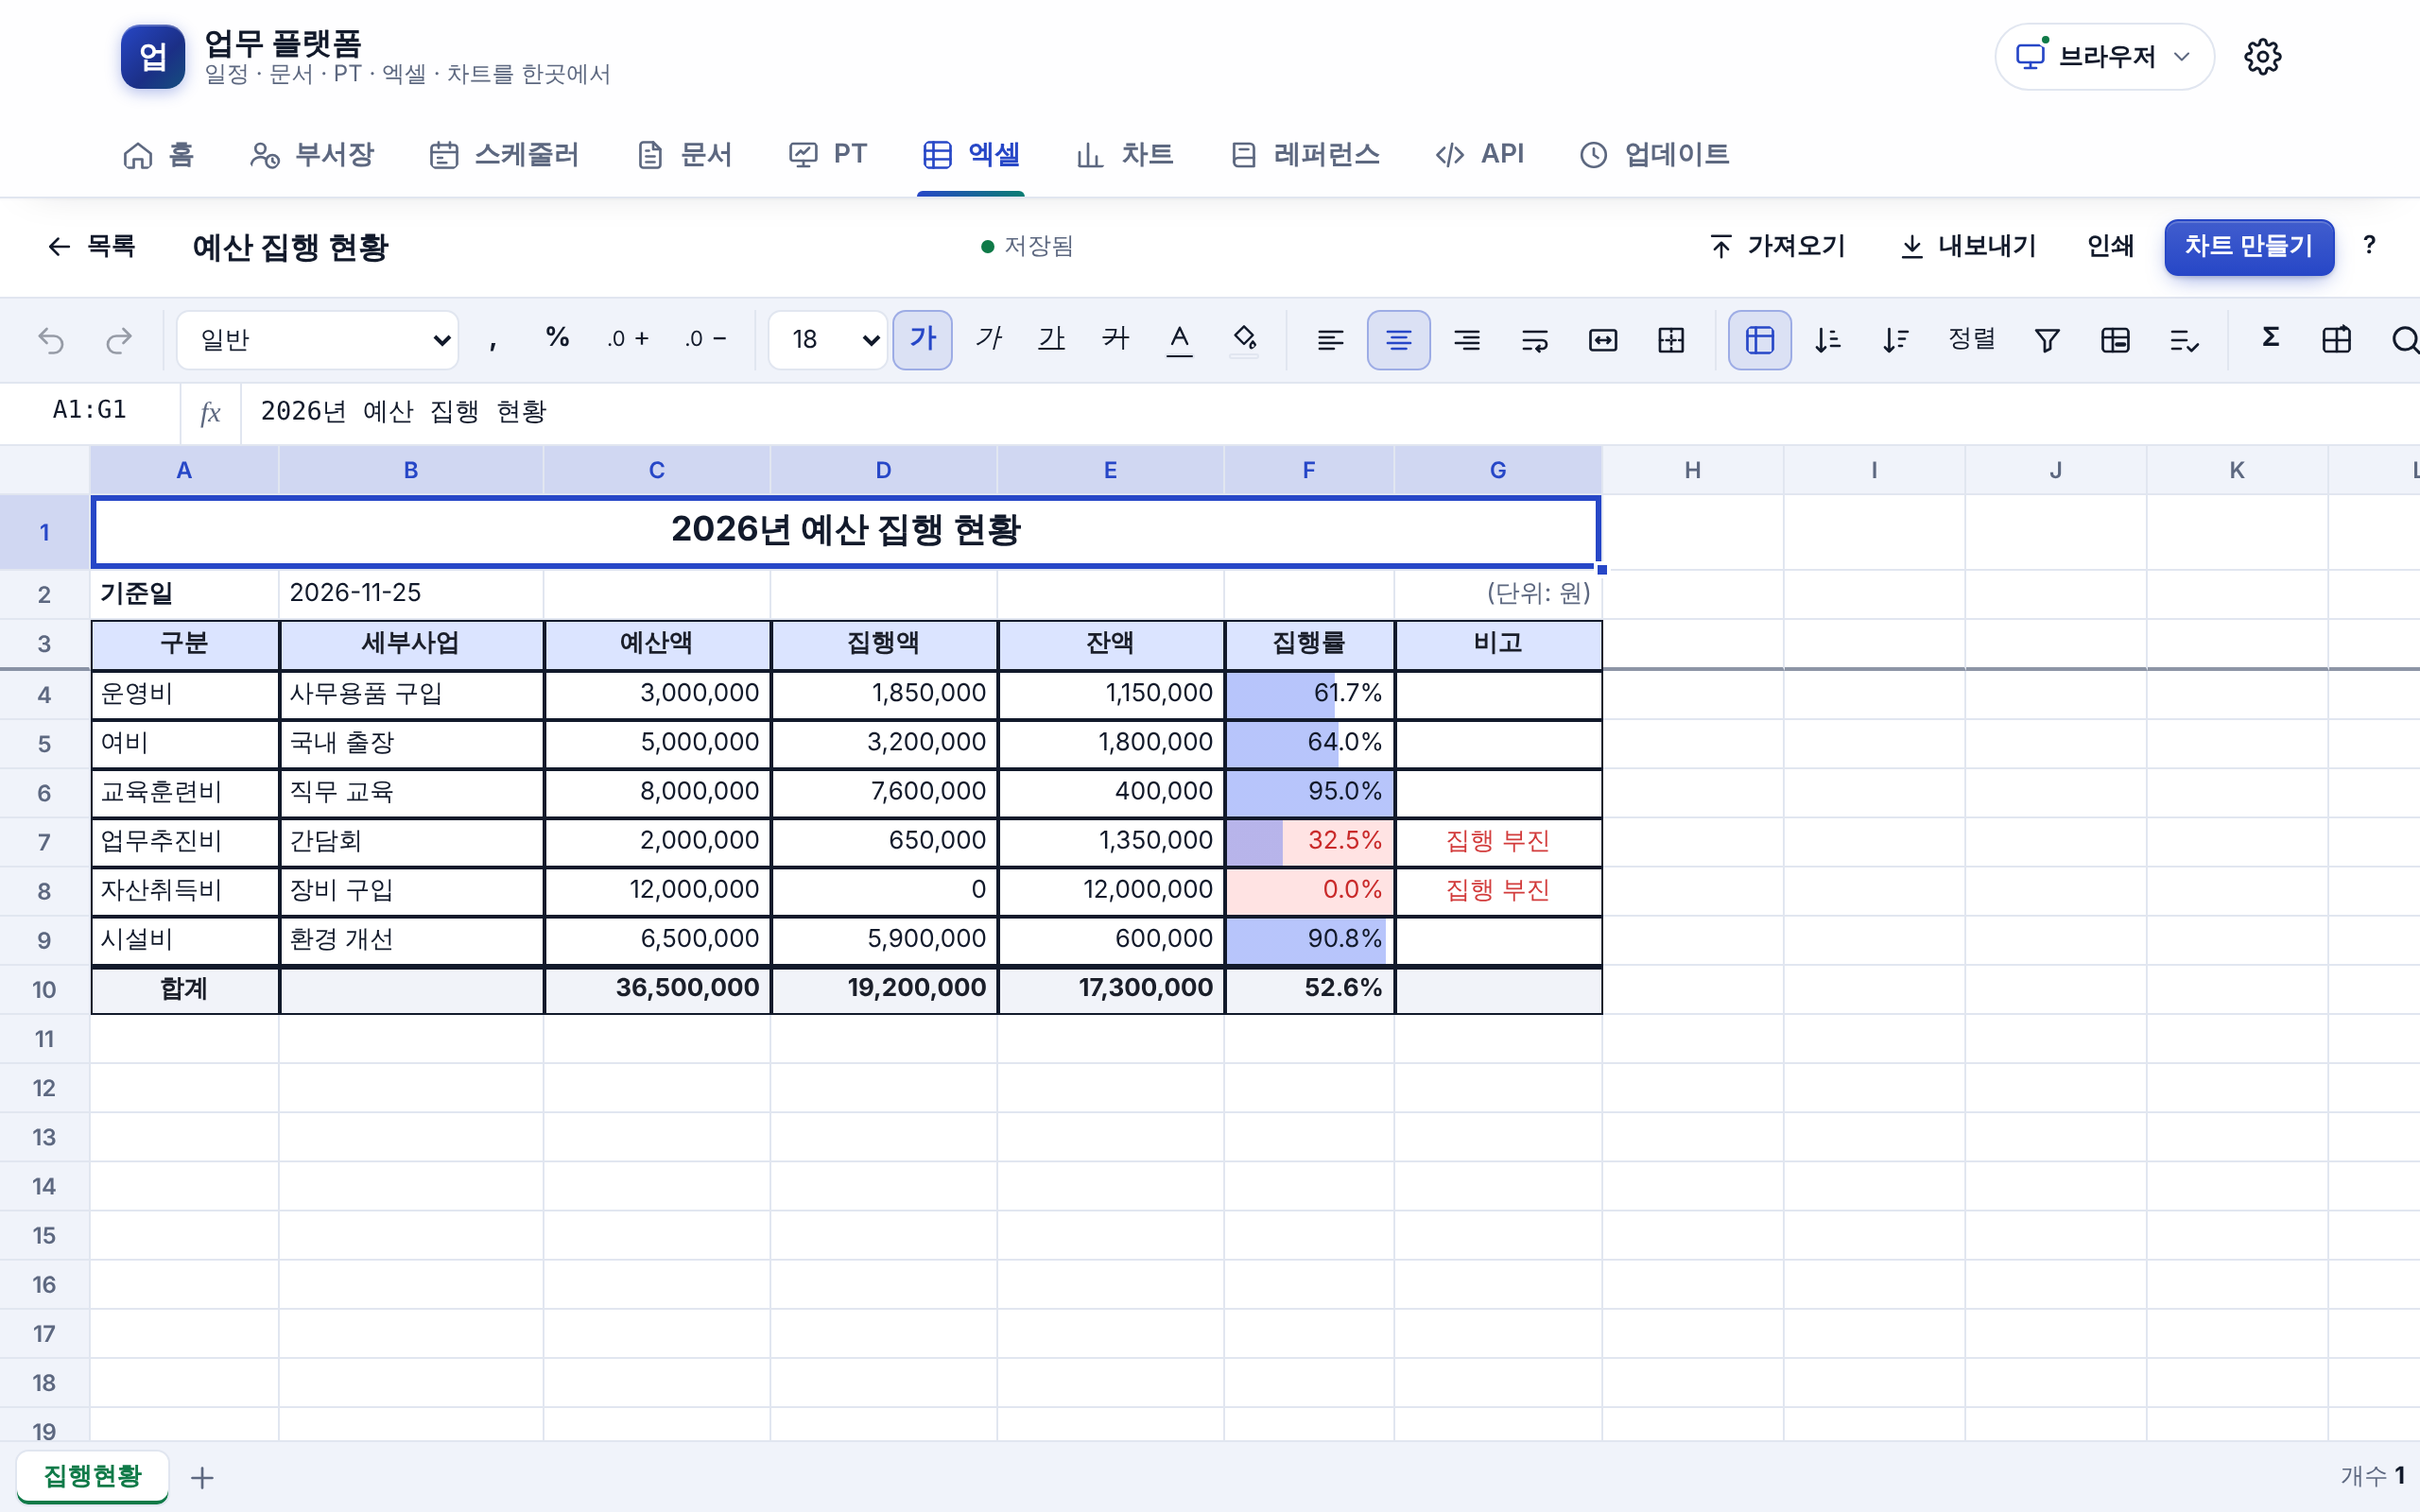 업 업무 플랫폼
일정 · 문서 · PT · 엑셀 · 차트를 한곳에서
브라우저
홈 부서장 스케줄러 문서 PT 엑셀 차트 레퍼런스 API 업데이트
목록 예산 집행 현황 저장됨 가져오기 내보내기 인쇄 차트 만들기 ?
일반 , % .0 + .0 − 18 가 가 가 가 A 정렬 Σ
A1:G1 fx 2026년 예산 집행 현황
A B C D E F G H I J K L
1 2026년 예산 집행 현황
2 기준일 2026-11-25 (단위: 원)
3 구분 세부사업 예산액 집행액 잔액 집행률 비고
4 운영비 사무용품 구입 3,000,000 1,850,000 1,150,000 61.7%
5 여비 국내 출장 5,000,000 3,200,000 1,800,000 64.0%
6 교육훈련비 직무 교육 8,000,000 7,600,000 400,000 95.0%
7 업무추진비 간담회 2,000,000 650,000 1,350,000 32.5% 집행 부진
8 자산취득비 장비 구입 12,000,000 0 12,000,000 0.0% 집행 부진
9 시설비 환경 개선 6,500,000 5,900,000 600,000 90.8%
10 합계 36,500,000 19,200,000 17,300,000 52.6%
11
12
13
14
15
16
17
18
19
집행현황 개수 1